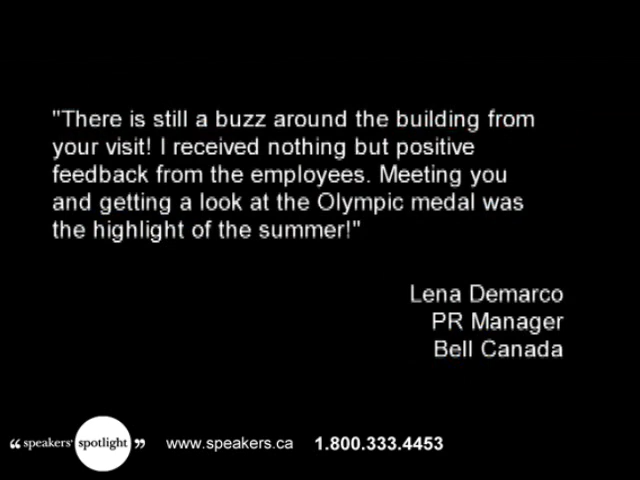 "There is still a buzz around the building from
your visit! I received nothing but positive
feedback from the employees. Meeting you
and getting a look at the Olympic medal was
the highlight of the summer!"
Lena Demarco
PR Manager
Bell Canada
“speakers' spotlight” www.speakers.ca 1.800.333.4453